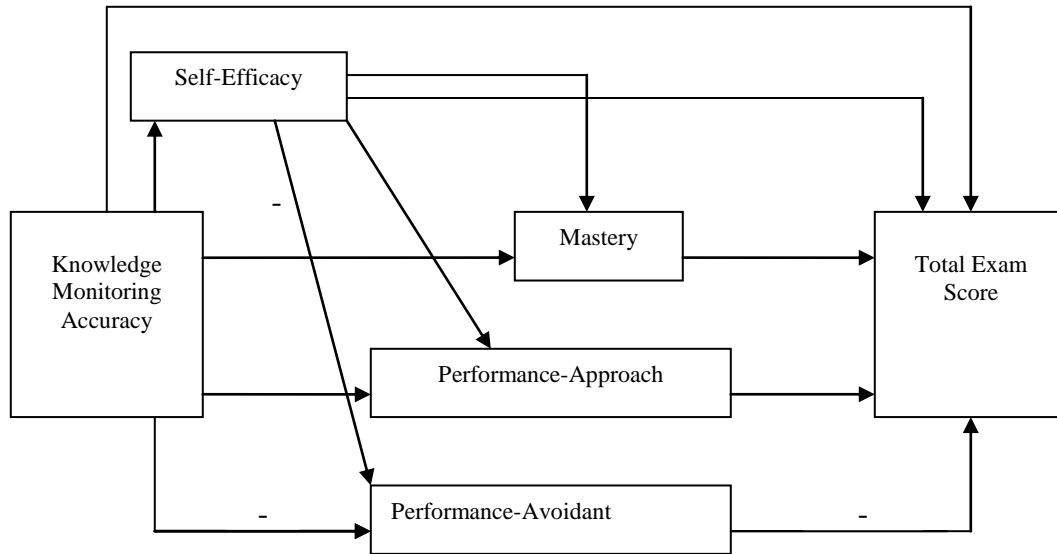 Self-Efficacy
-
Mastery
Knowledge
Monitoring
Accuracy
Total Exam
Score
Performance-Approach
Performance-Avoidant
-
-